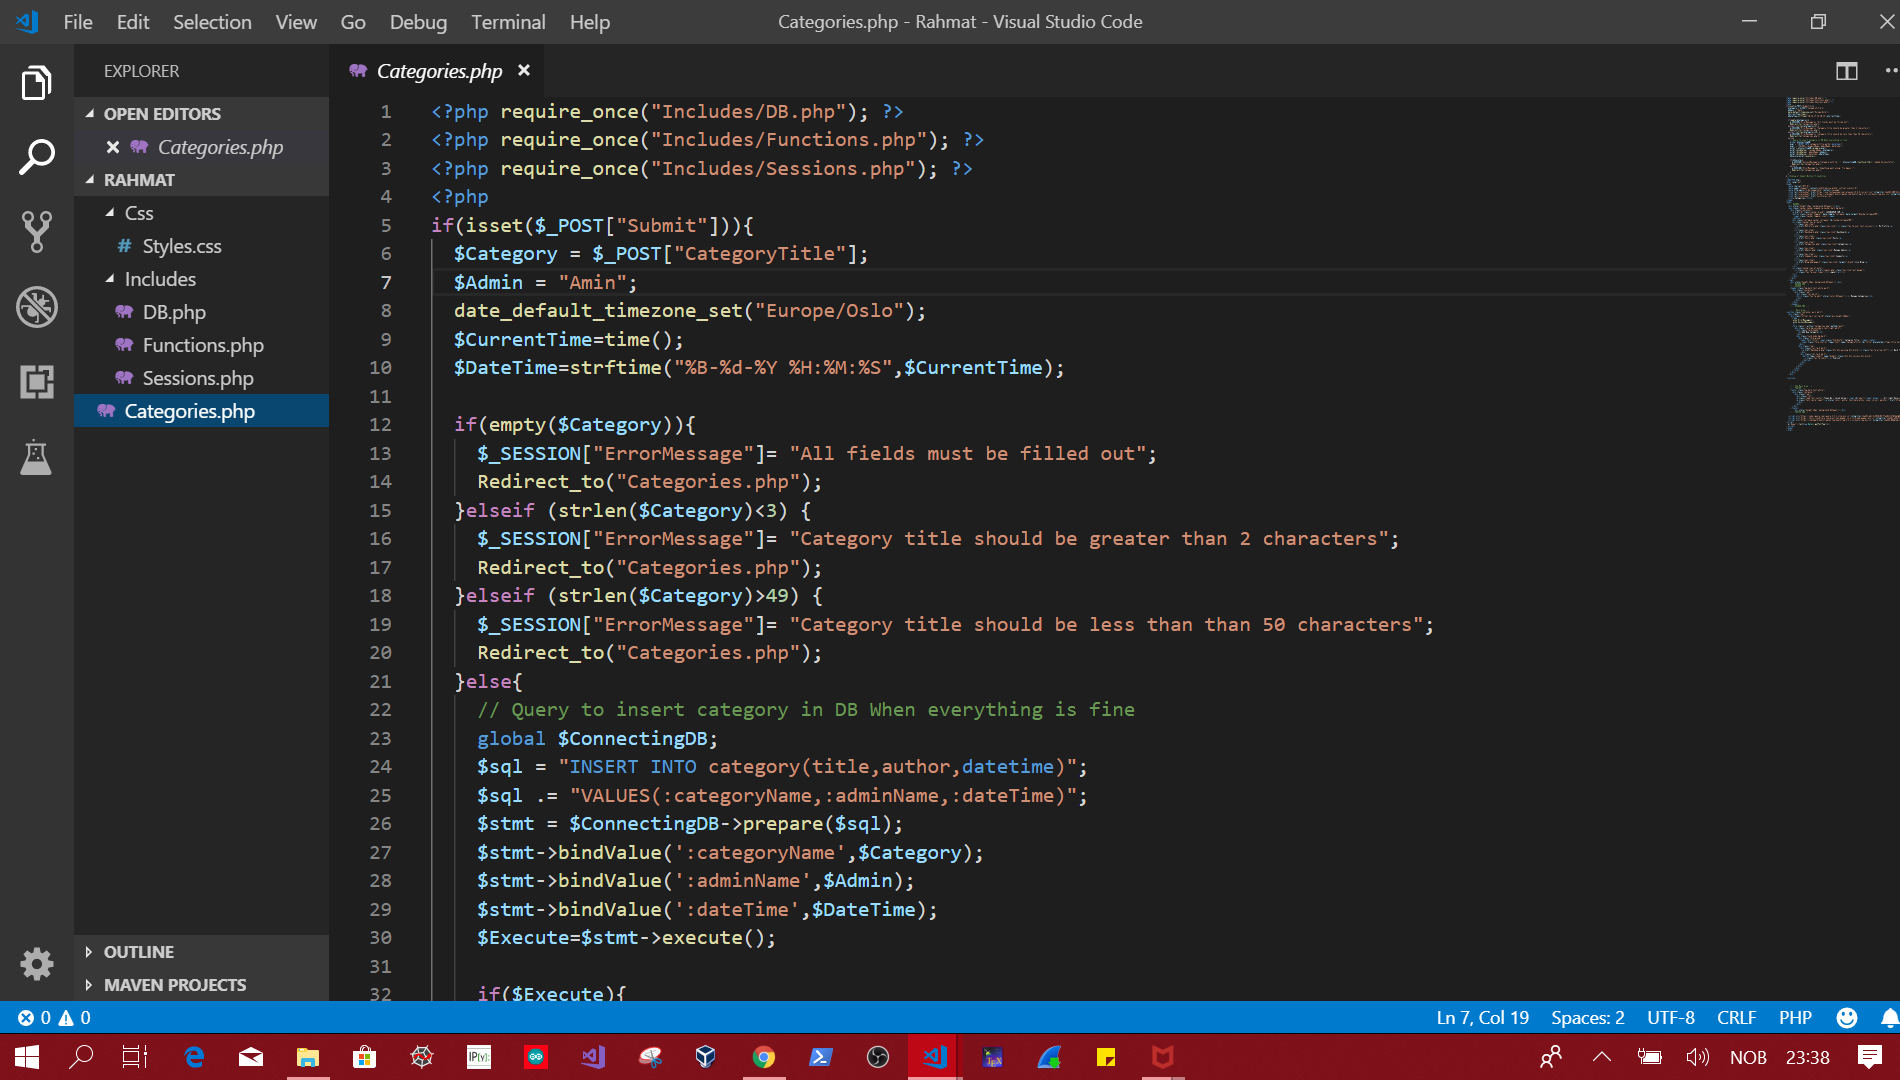 File Edit Selection View Go Debug Terminal Help
Categories.php - Rahmat - Visual Studio Code
EXPLORER
OPEN EDITORS
Categories.php
RAHMAT
Css
# Styles.css
Includes
DB.php
Functions.php
Sessions.php
Categories.php
OUTLINE
MAVEN PROJECTS
Categories.php
1 <?php require_once("Includes/DB.php"); ?>
2 <?php require_once("Includes/Functions.php"); ?>
3 <?php require_once("Includes/Sessions.php"); ?>
4 <?php
5 if(isset($_POST["Submit"])){
6 $Category = $_POST["CategoryTitle"];
7 $Admin = "Amin";
8 date_default_timezone_set("Europe/Oslo");
9 $CurrentTime=time();
10 $DateTime=strftime("%B-%d-%Y %H:%M:%S",$CurrentTime);
11
12 if(empty($Category)){
13 $_SESSION["ErrorMessage"]= "All fields must be filled out";
14 Redirect_to("Categories.php");
15 }elseif (strlen($Category)<3) {
16 $_SESSION["ErrorMessage"]= "Category title should be greater than 2 characters";
17 Redirect_to("Categories.php");
18 }elseif (strlen($Category)>49) {
19 $_SESSION["ErrorMessage"]= "Category title should be less than than 50 characters";
20 Redirect_to("Categories.php");
21 }else{
22 // Query to insert category in DB When everything is fine
23 global $ConnectingDB;
24 $sql = "INSERT INTO category(title,author,datetime)";
25 $sql .= "VALUES(:categoryName,:adminName,:dateTime)";
26 $stmt = $ConnectingDB->prepare($sql);
27 $stmt->bindValue(':categoryName',$Category);
28 $stmt->bindValue(':adminName',$Admin);
29 $stmt->bindValue(':dateTime',$DateTime);
30 $Execute=$stmt->execute();
31
32 if($Execute){
0 0
Ln 7, Col 19 Spaces: 2 UTF-8 CRLF PHP
IP[y]:
NOB 23:38